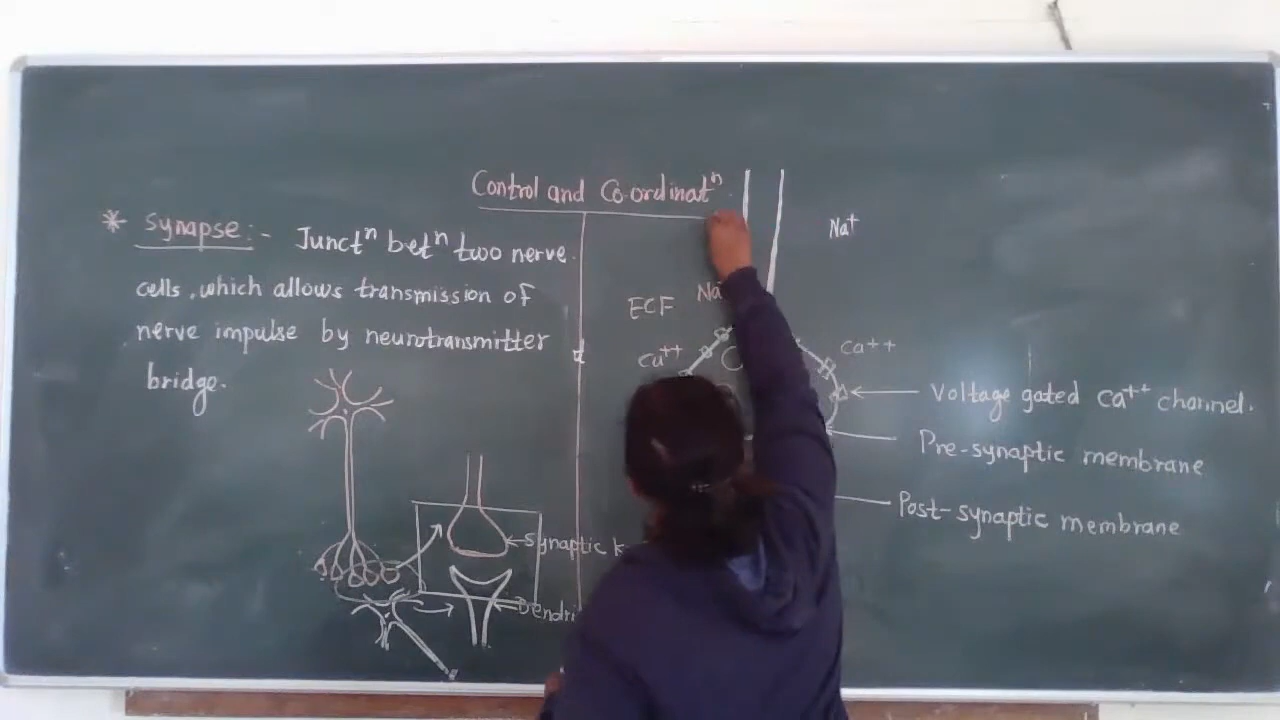 Control and Co-ordinatⁿ
* Synapse:- Junctⁿ betⁿ two nerve
cells, which allows transmission of
nerve impulse by neurotransmitter
bridge.
Synaptic
Na⁺
ECF Na
Ca⁺⁺
Ca⁺⁺
Voltage gated Ca⁺⁺ channel.
Pre-synaptic membrane
Post-synaptic membrane